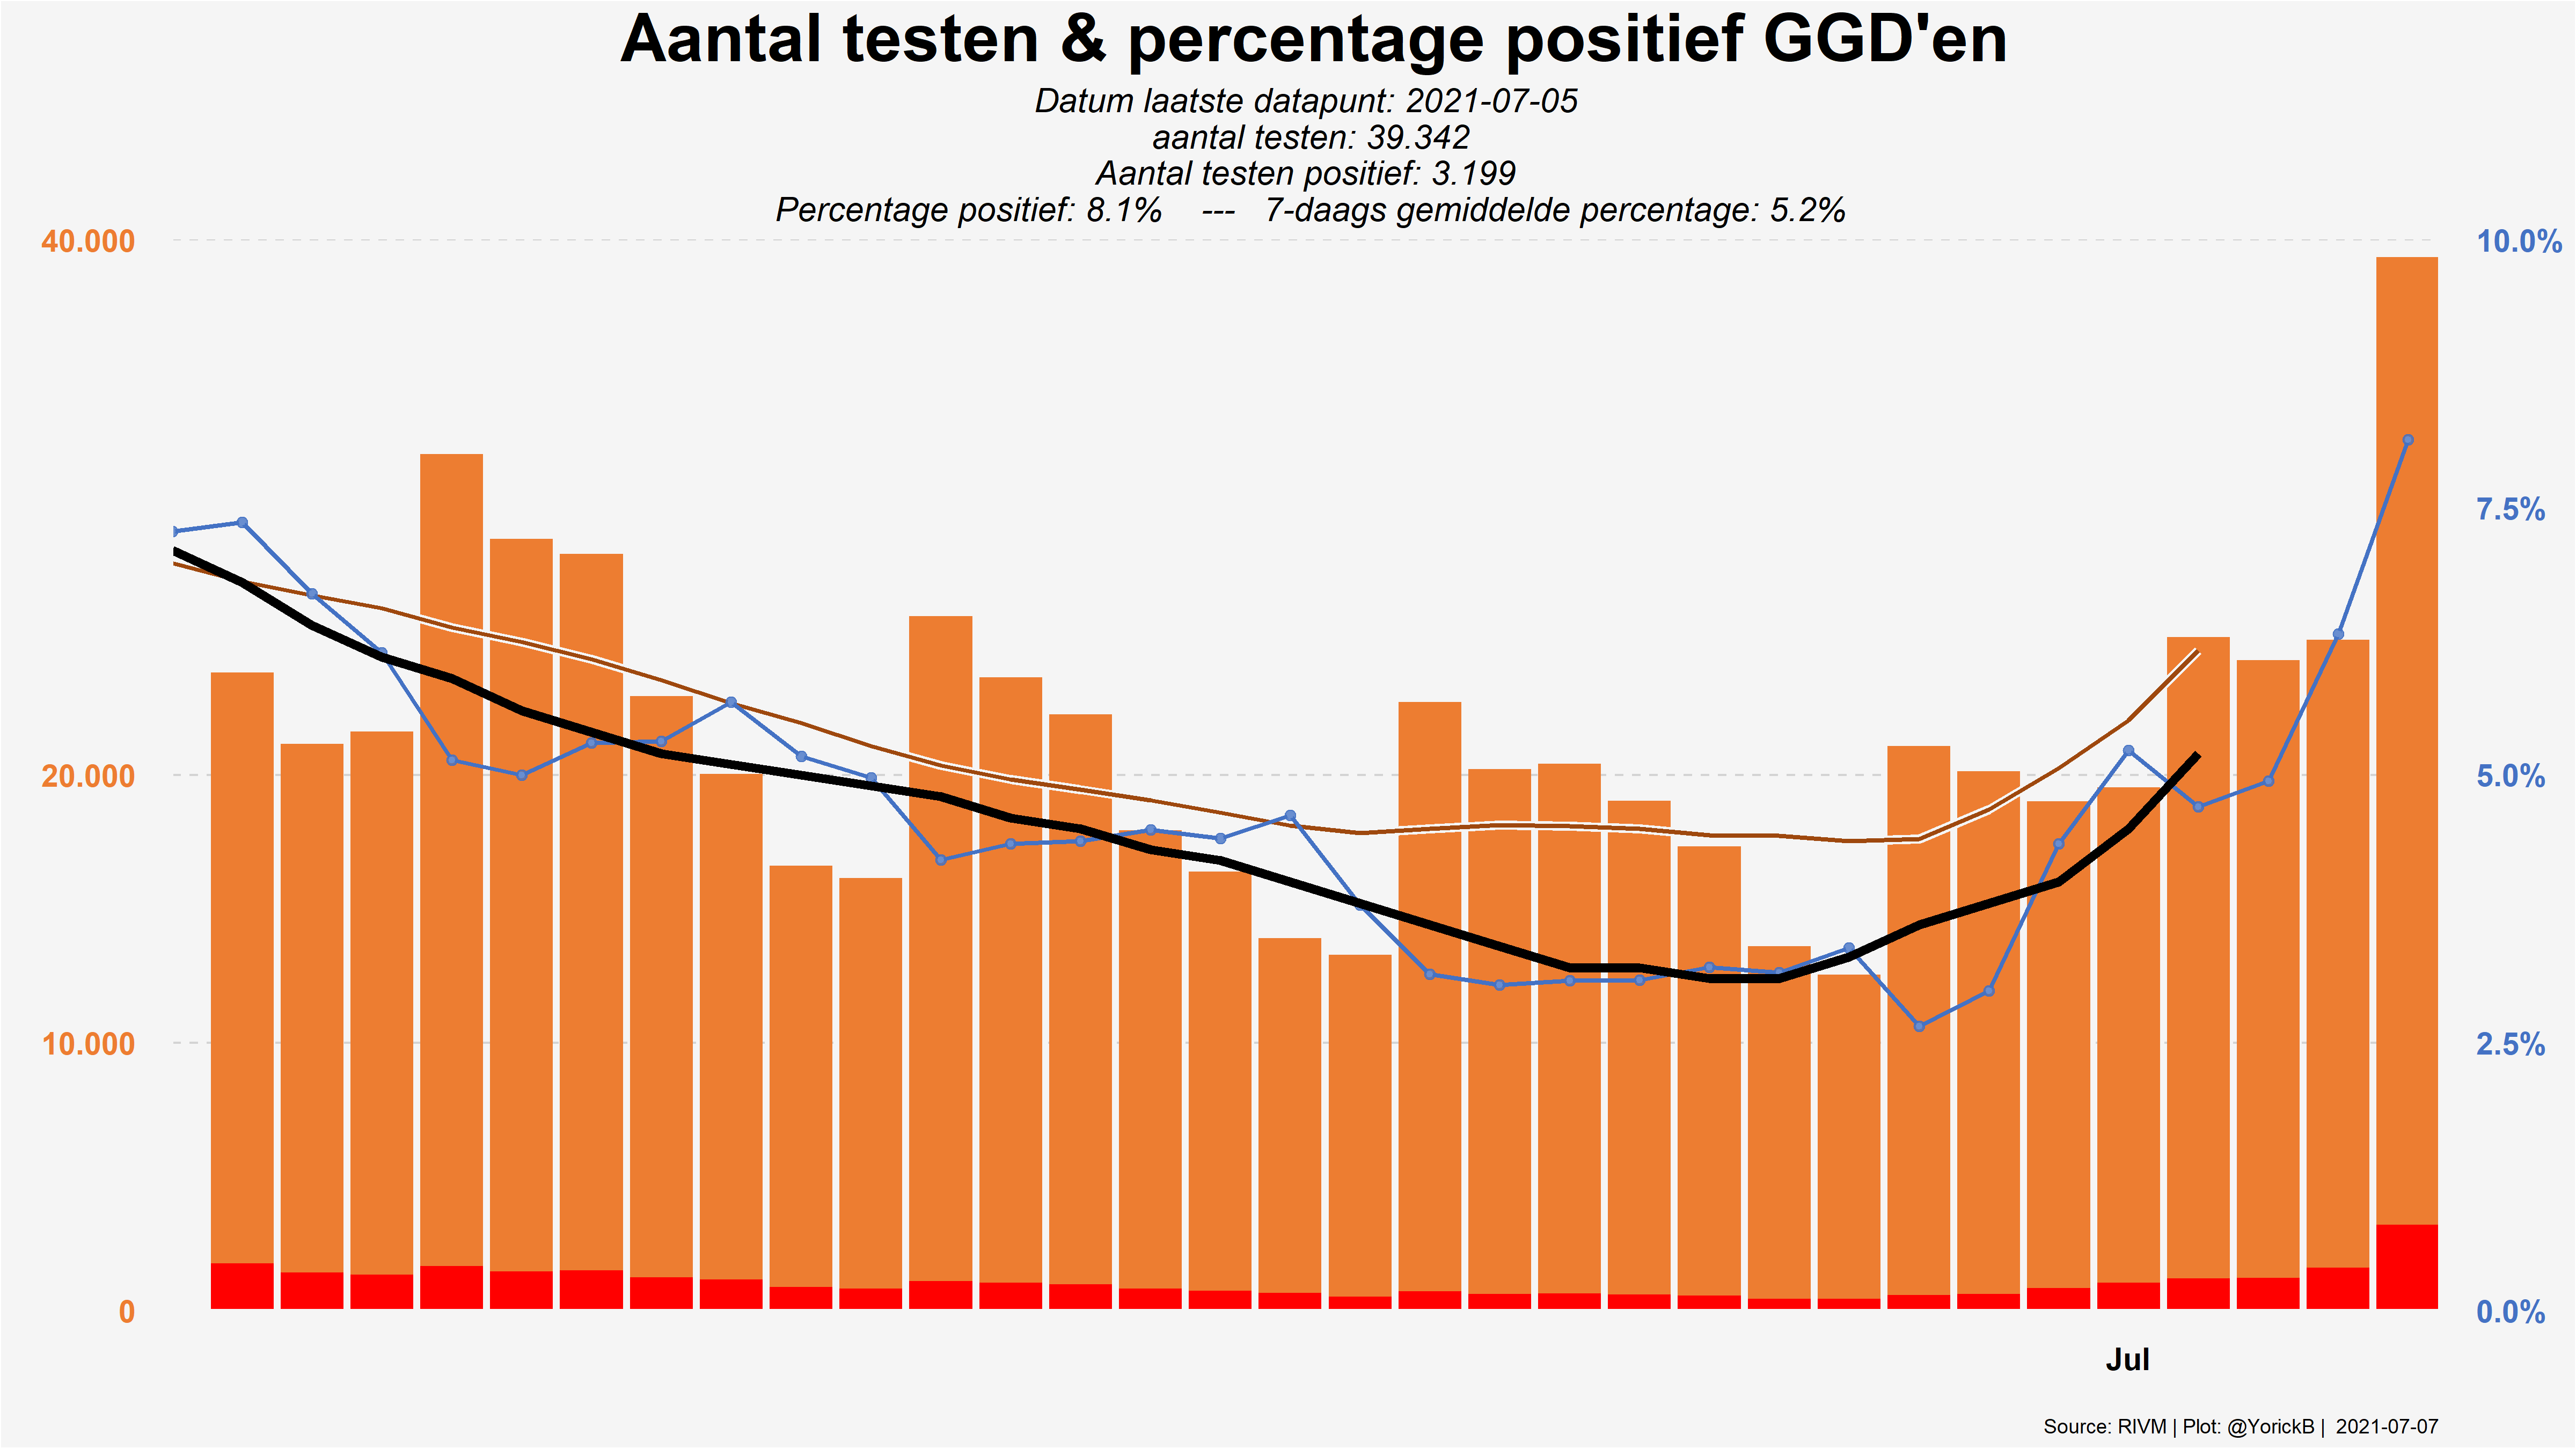 Aantal testen & percentage positief GGD'en
Datum laatste datapunt: 2021-07-05
aantal testen: 39.342
Aantal testen positief: 3.199
Percentage positief: 8.1% --- 7-daags gemiddelde percentage: 5.2%
40.000
10.0%
7.5%
20.000
5.0%
10.000
2.5%
0
0.0%
Jul
Source: RIVM | Plot: @YorickB | 2021-07-07